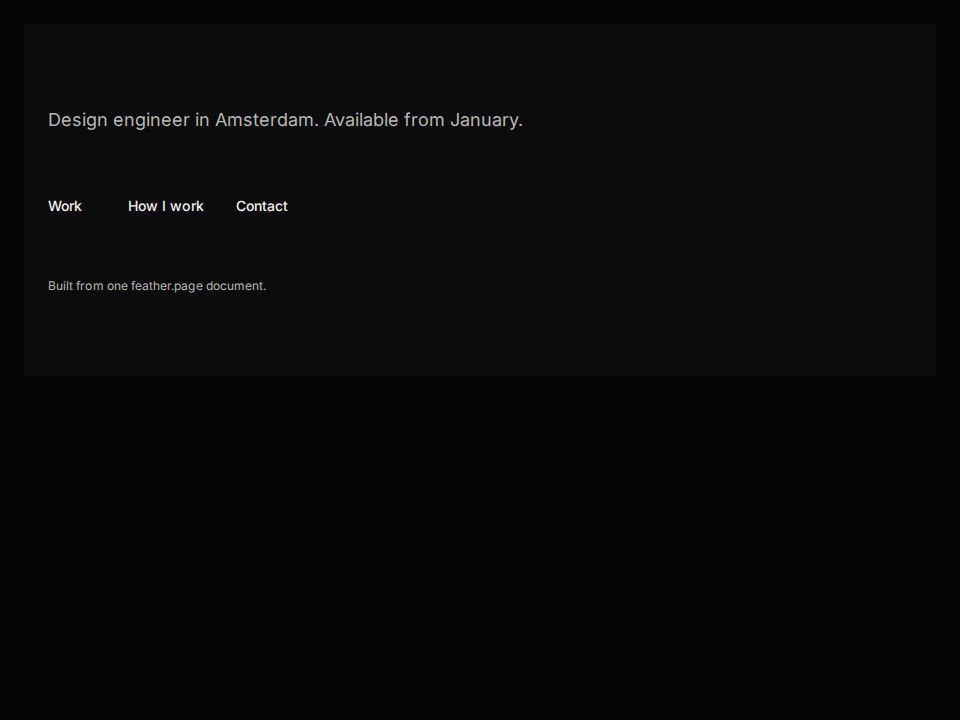 Design engineer in Amsterdam. Available from January.
Work How I work Contact
Built from one feather.page document.